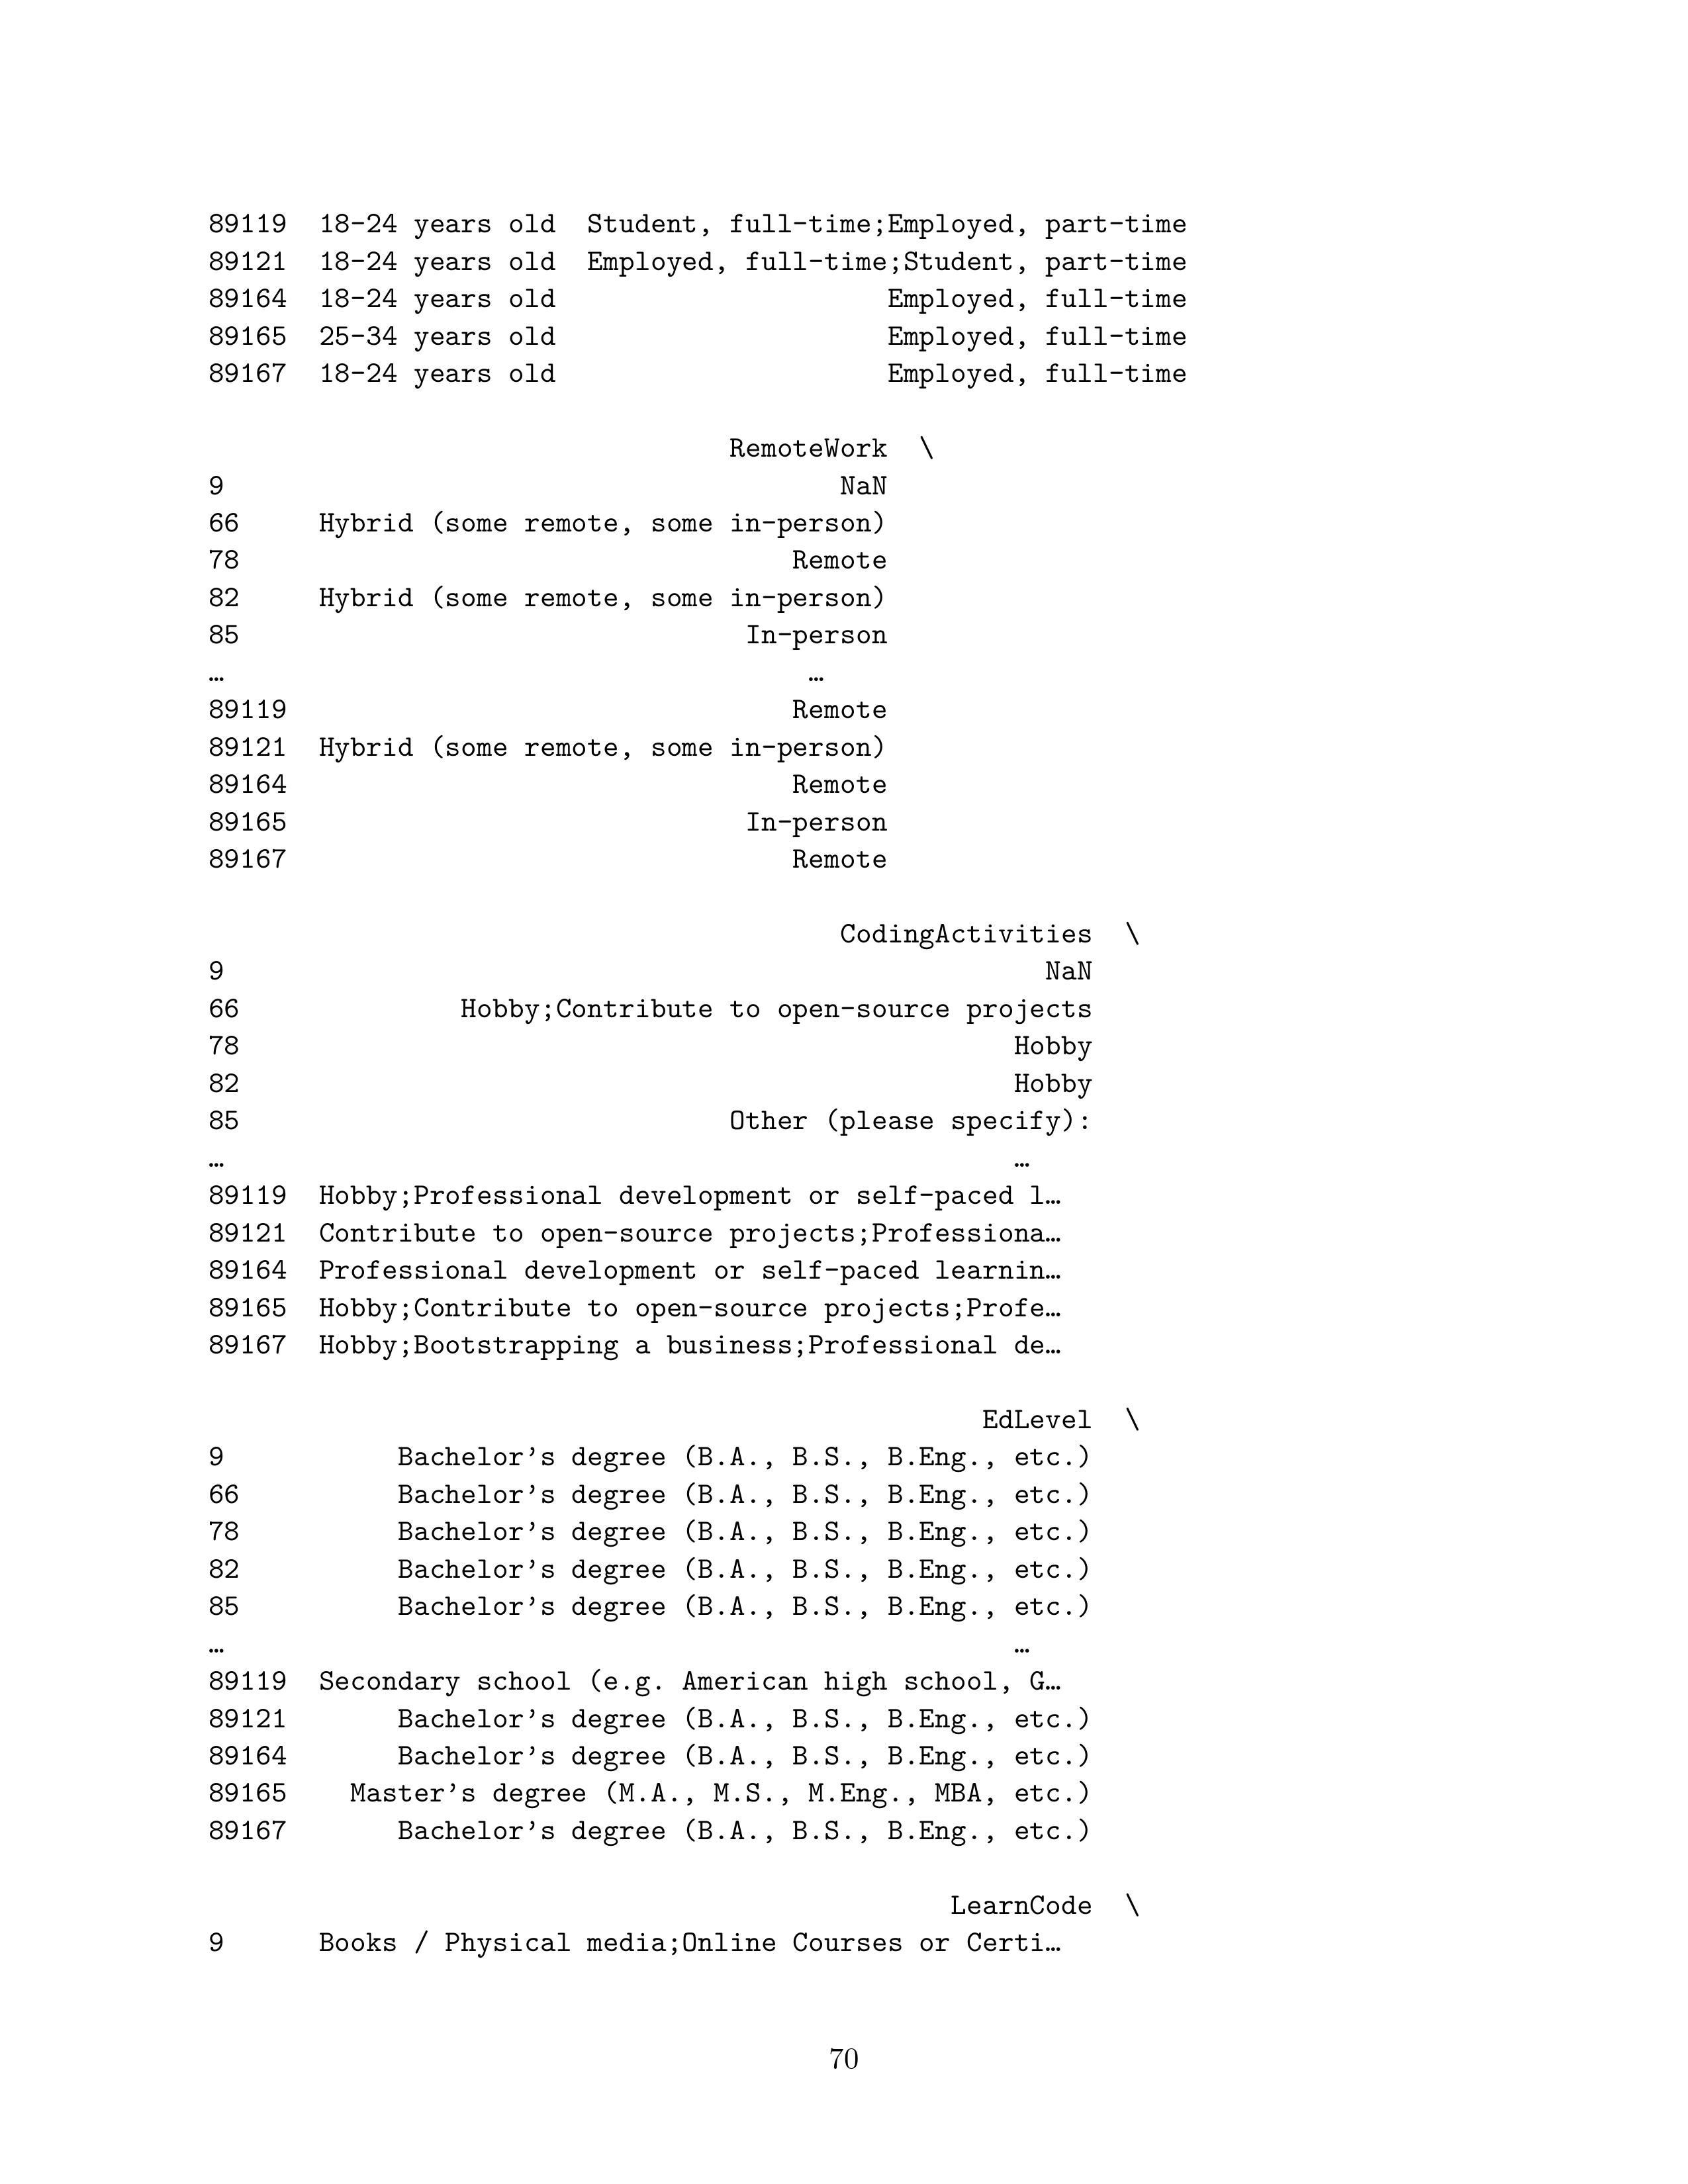 89119  18-24 years old  Student, full-time;Employed, part-time
89121  18-24 years old  Employed, full-time;Student, part-time
89164  18-24 years old                     Employed, full-time
89165  25-34 years old                     Employed, full-time
89167  18-24 years old                     Employed, full-time
                                 RemoteWork  \
9                                       NaN
66     Hybrid (some remote, some in-person)
78                                   Remote
82     Hybrid (some remote, some in-person)
85                                In-person
…                                     …
89119                                Remote
89121  Hybrid (some remote, some in-person)
89164                                Remote
89165                             In-person
89167                                Remote
                                        CodingActivities  \
9                                                    NaN
66              Hobby;Contribute to open-source projects
78                                                 Hobby
82                                                 Hobby
85                               Other (please specify):
…                                                  …
89119  Hobby;Professional development or self-paced l…
89121  Contribute to open-source projects;Professiona…
89164  Professional development or self-paced learnin…
89165  Hobby;Contribute to open-source projects;Profe…
89167  Hobby;Bootstrapping a business;Professional de…
                                                 EdLevel  \
9           Bachelor’s degree (B.A., B.S., B.Eng., etc.)
66          Bachelor’s degree (B.A., B.S., B.Eng., etc.)
78          Bachelor’s degree (B.A., B.S., B.Eng., etc.)
82          Bachelor’s degree (B.A., B.S., B.Eng., etc.)
85          Bachelor’s degree (B.A., B.S., B.Eng., etc.)
…                                                  …
89119  Secondary school (e.g. American high school, G…
89121       Bachelor’s degree (B.A., B.S., B.Eng., etc.)
89164       Bachelor’s degree (B.A., B.S., B.Eng., etc.)
89165    Master’s degree (M.A., M.S., M.Eng., MBA, etc.)
89167       Bachelor’s degree (B.A., B.S., B.Eng., etc.)
                                               LearnCode  \
9      Books / Physical media;Online Courses or Certi…
70